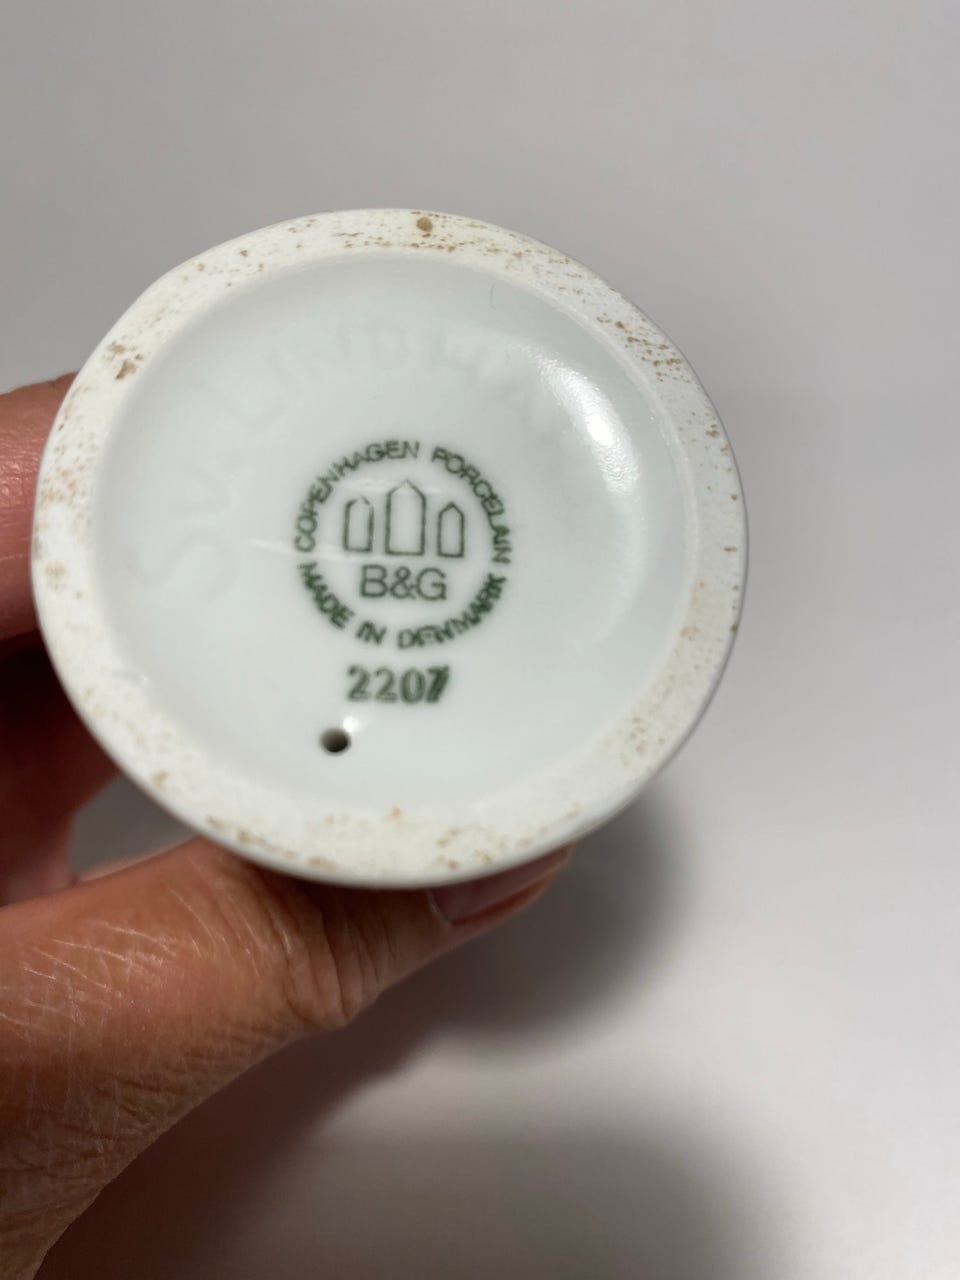 COPENHAGEN PORCELAIN
B&G
MADE IN DENMARK
2207